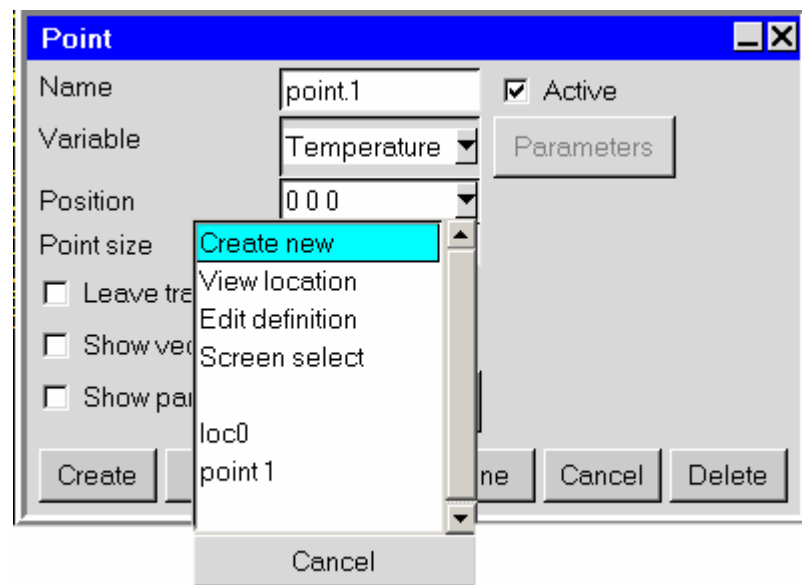 Point
Name point.1 Active
Variable Temperature Parameters
Position 0 0 0
Point size Create new
Leave tra View location
Edit definition
Show vec Screen select
Show par
loc0
Create point 1 ne Cancel Delete
Cancel